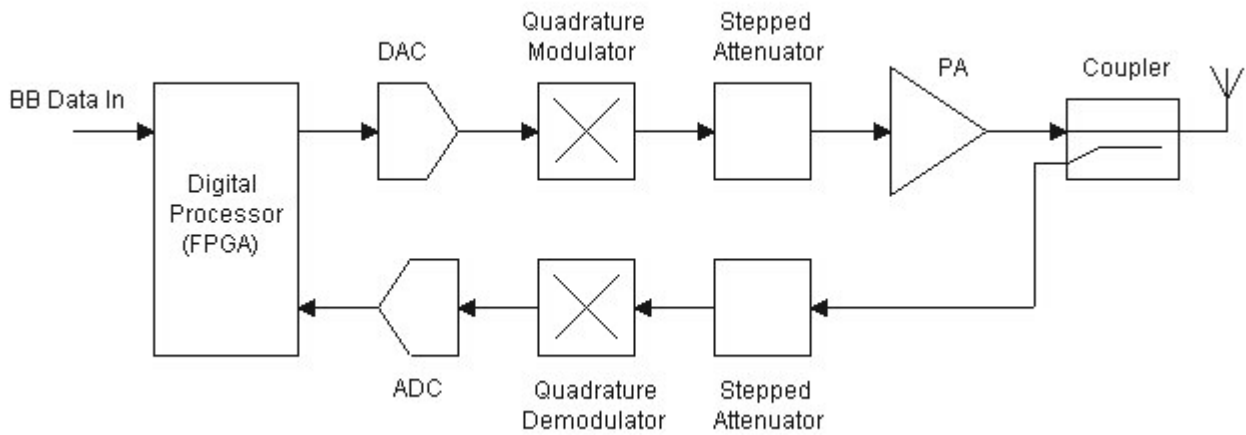 Quadrature
Modulator
Stepped
Attenuator
DAC
PA
Coupler
BB Data In
Digital
Processor
(FPGA)
ADC
Quadrature
Demodulator
Stepped
Attenuator